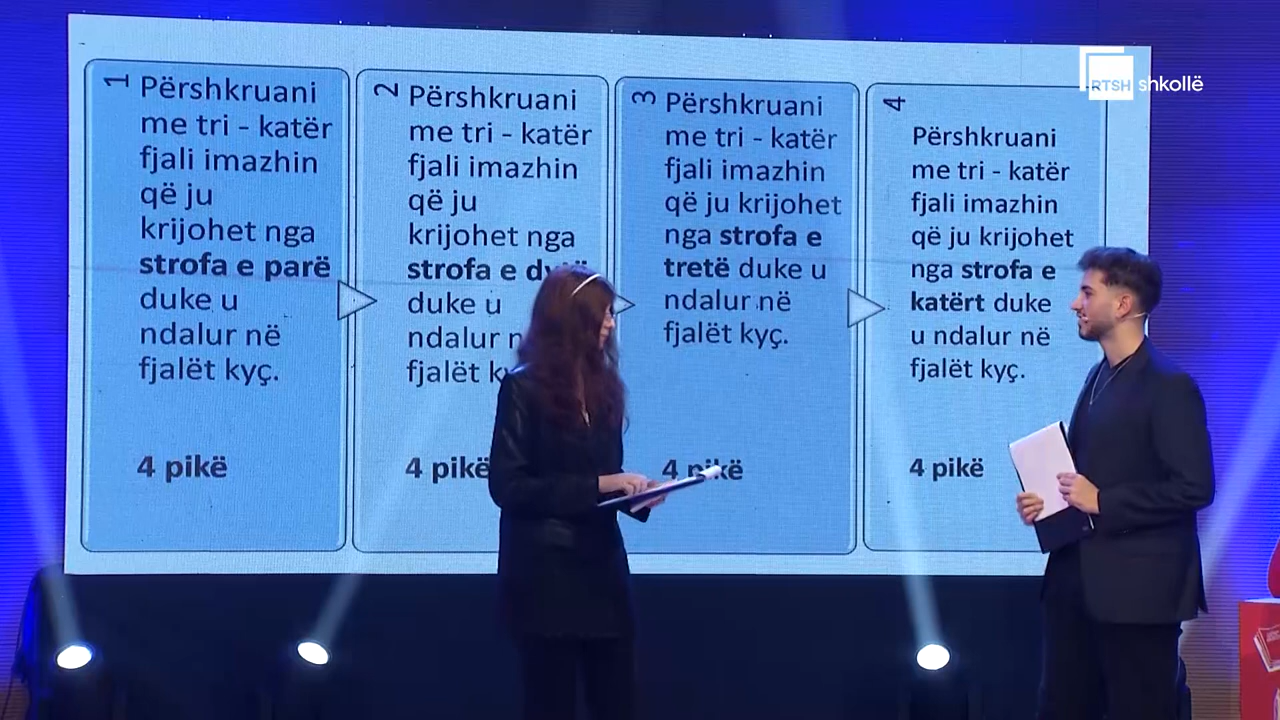 1
Përshkruani
me tri - katër
fjali imazhin
që ju
krijohet nga
strofa e parë
duke u
ndalur në
fjalët kyç.
4 pikë
2
Përshkruani
me tri - katër
fjali imazhin
që ju
krijohet nga
strofa e
duke u
ndalur
fjalët
4 pikë
3
Përshkruani
me tri - katër
fjali imazhin
që ju krijohet
nga strofa e
tretë duke u
ndalur në
fjalët kyç.
4 pikë
4
Përshkruani
me tri - katër
fjali imazhin
që ju krijohet
nga strofa e
katërt duke
u ndalur në
fjalët kyç.
4 pikë
RTSH shkollë